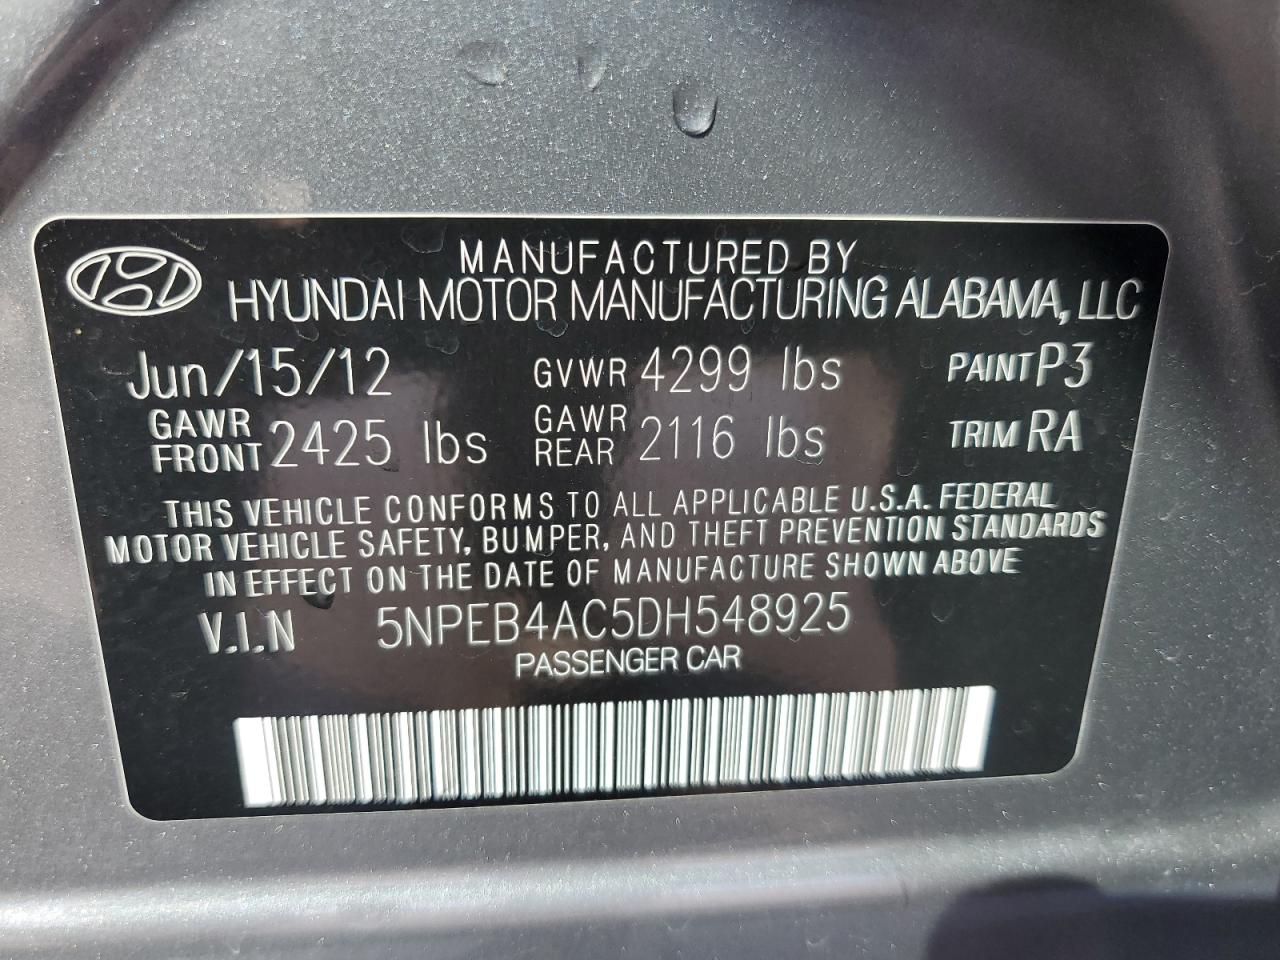 MANUFACTURED BY
HYUNDAI MOTOR MANUFACTURING ALABAMA, LLC
Jun/15/12 GVWR 4299 lbs PAINT P3
GAWR FRONT 2425 lbs GAWR REAR 2116 lbs TRIM RA
THIS VEHICLE CONFORMS TO ALL APPLICABLE U.S.A. FEDERAL
MOTOR VEHICLE SAFETY, BUMPER, AND THEFT PREVENTION STANDARDS
IN EFFECT ON THE DATE OF MANUFACTURE SHOWN ABOVE
V.I.N 5NPEB4AC5DH548925
PASSENGER CAR